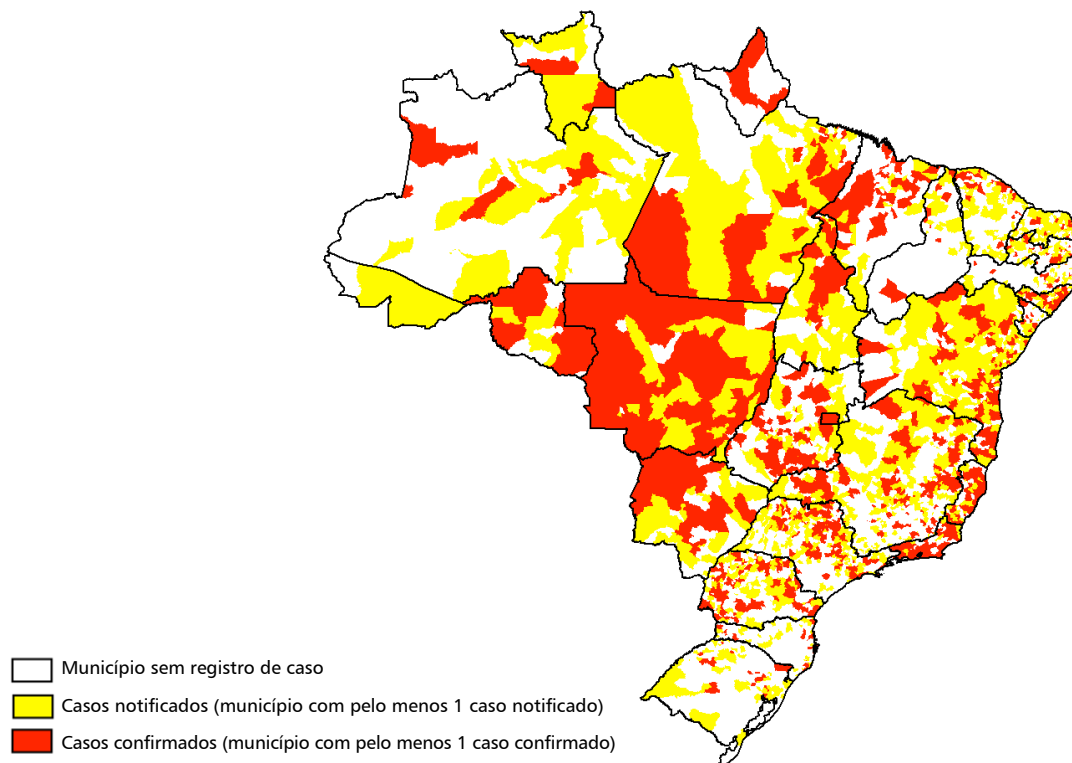 Município sem registro de caso
Casos notificados (município com pelo menos 1 caso notificado)
Casos confirmados (município com pelo menos 1 caso confirmado)